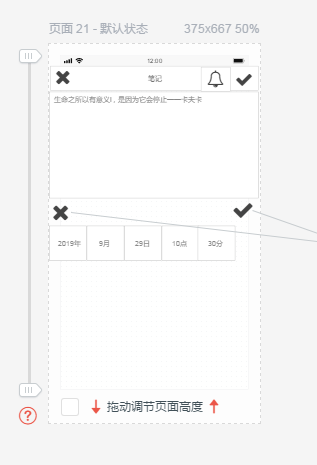 页面 21 - 默认状态 375x667 50%
12:00
笔记
生命之所以有意义,是因为它会停止——卡夫卡
2019年 9月 29日 10点 30分
? 拖动调节页面高度